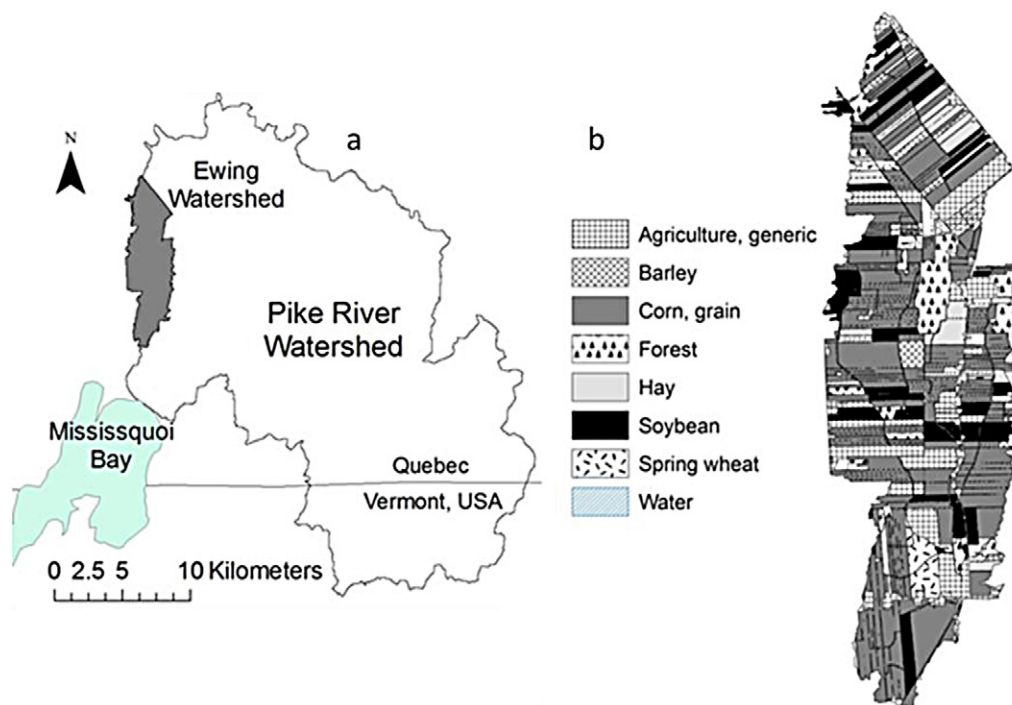 a
b
N
Ewing
Watershed
Pike River
Watershed
Mississquoi
Bay
Quebec
Vermont, USA
0 2.5 5 10 Kilometers
Agriculture, generic
Barley
Corn, grain
Forest
Hay
Soybean
Spring wheat
Water